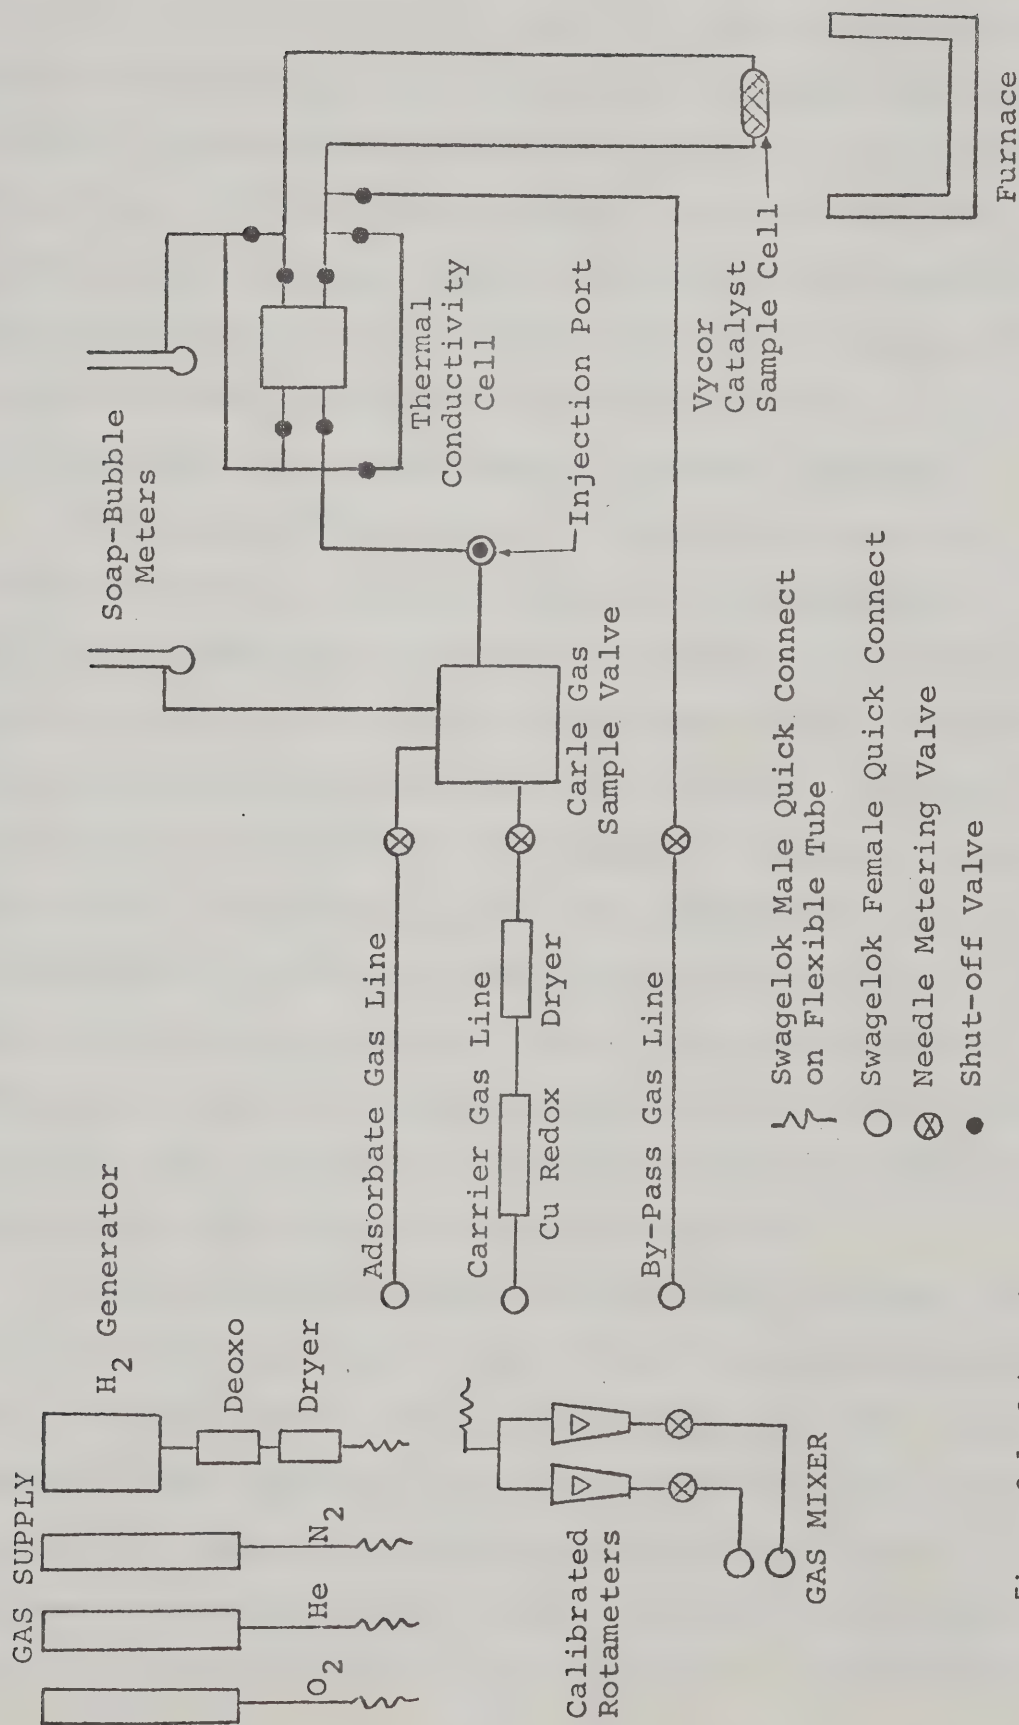 GAS SUPPLY
O2
He
N2
H2 Generator
Deoxo
Dryer
Calibrated
Rotameters
GAS MIXER
Soap-Bubble
Meters
Adsorbate Gas Line
Carrier Gas Line
Cu Redox
Dryer
By-Pass Gas Line
Carle Gas
Sample Valve
Thermal
Conductivity
Cell
Injection Port
Vycor
Catalyst
Sample Cell
Furnace
Swagelok Male Quick Connect
on Flexible Tube
Swagelok Female Quick Connect
Needle Metering Valve
Shut-off Valve